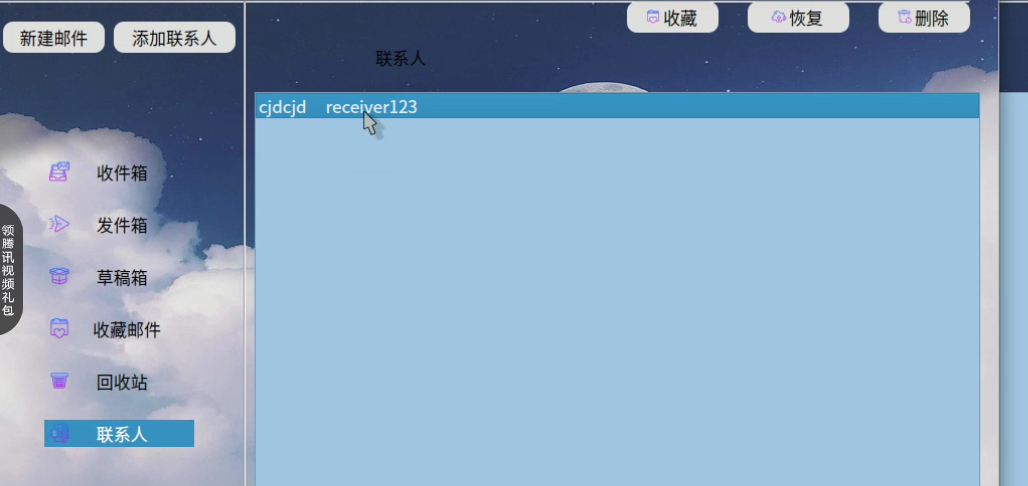 新建邮件 添加联系人
收藏 恢复 删除
联系人
cjdcjd receiver123
收件箱
发件箱
草稿箱
收藏邮件
回收站
联系人
领腾讯视频礼包